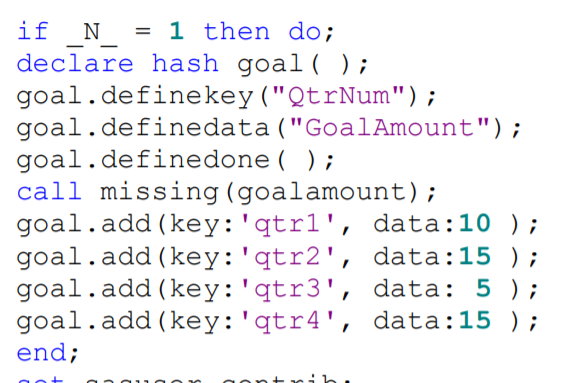 if _N_ = 1 then do;
declare hash goal( );
goal.definekey("QtrNum");
goal.definedata("GoalAmount");
goal.definedone( );
call missing(goalamount);
goal.add(key:'qtr1', data:10 );
goal.add(key:'qtr2', data:15 );
goal.add(key:'qtr3', data: 5 );
goal.add(key:'qtr4', data:15 );
end;